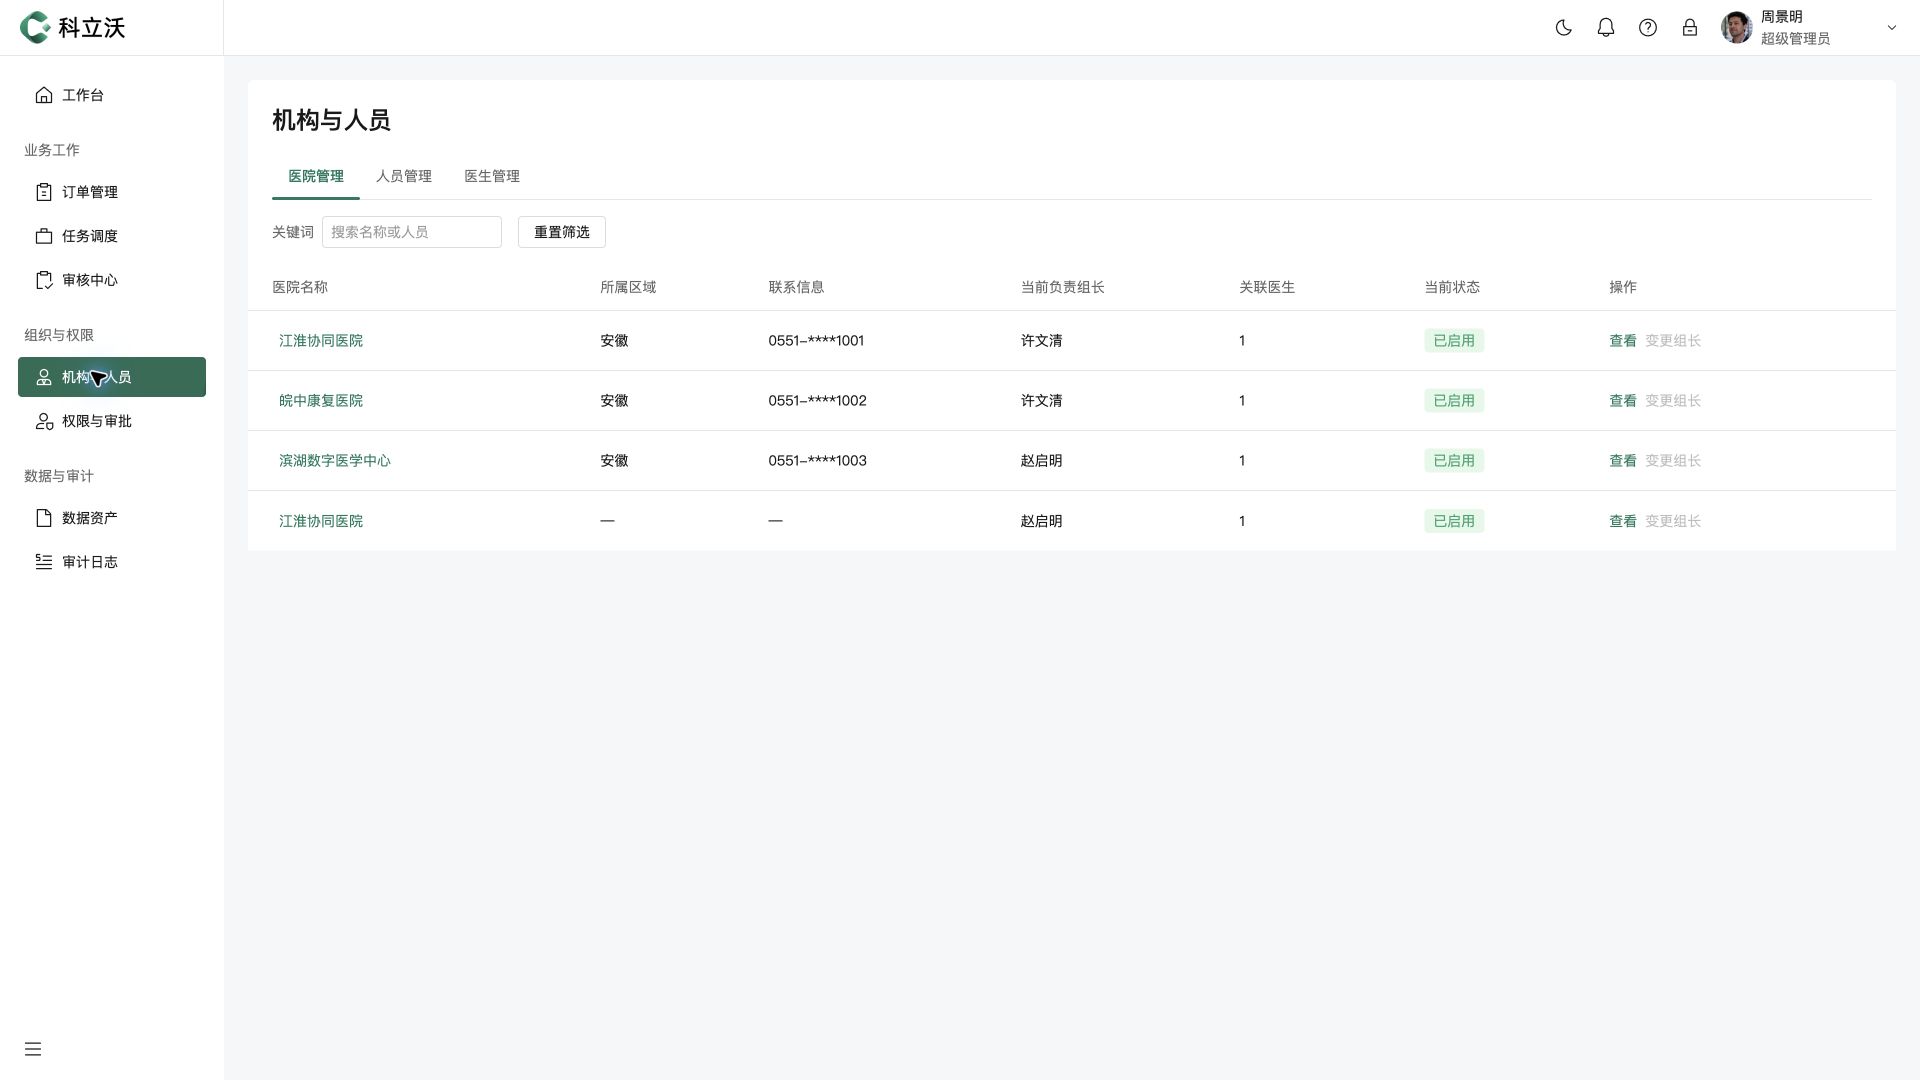 科立沃
周景明
超级管理员
工作台
业务工作
订单管理
任务调度
审核中心
组织与权限
机构与人员
权限与审批
数据与审计
数据资产
审计日志
机构与人员
医院管理 人员管理 医生管理
关键词 搜索名称或人员 重置筛选
医院名称 所属区域 联系信息 当前负责组长 关联医生 当前状态 操作
江淮协同医院 安徽 0551-****1001 许文清 1 已启用 查看 变更组长
皖中康复医院 安徽 0551-****1002 许文清 1 已启用 查看 变更组长
滨湖数字医学中心 安徽 0551-****1003 赵启明 1 已启用 查看 变更组长
江淮协同医院 — — 赵启明 1 已启用 查看 变更组长